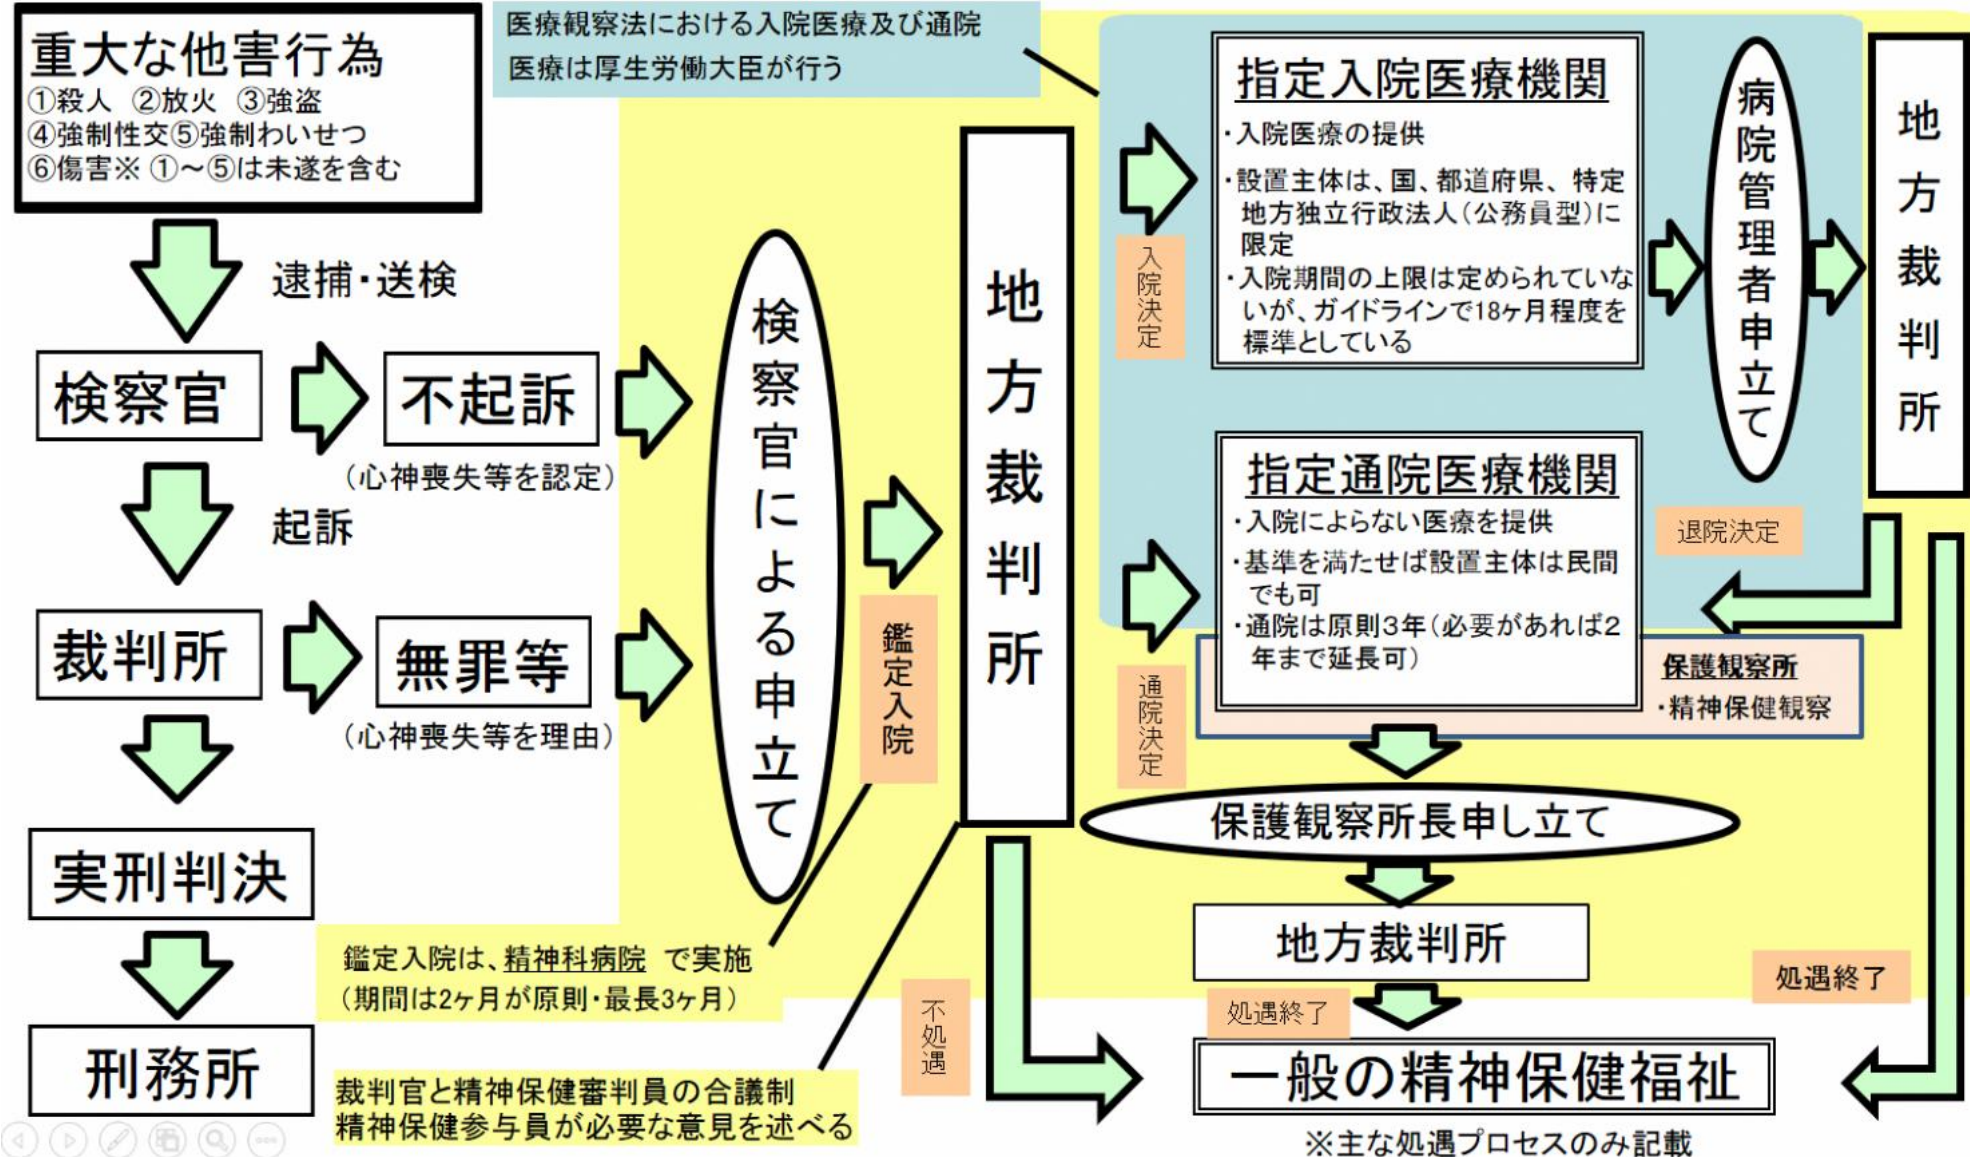 重大な他害行為
①殺人 ②放火 ③強盗
④強制性交⑤強制わいせつ
⑥傷害※ ①～⑤は未遂を含む
逮捕・送検
検察官
不起訴
（心神喪失等を認定）
起訴
裁判所
無罪等
（心神喪失等を理由）
実刑判決
刑務所
検察官による申立て
鑑定入院
鑑定入院は、精神科病院 で実施
（期間は2ヶ月が原則・最長3ヶ月）
地方裁判所
裁判官と精神保健審判員の合議制
精神保健参与員が必要な意見を述べる
不処遇
医療観察法における入院医療及び通院
医療は厚生労働大臣が行う
入院決定
指定入院医療機関
・入院医療の提供
・設置主体は、国、都道府県、特定
地方独立行政法人（公務員型）に
限定
・入院期間の上限は定められていな
いが、ガイドラインで18ヶ月程度を
標準としている
病院管理者申立て
地方裁判所
退院決定
通院決定
指定通院医療機関
・入院によらない医療を提供
・基準を満たせば設置主体は民間
でも可
・通院は原則3年（必要があれば2
年まで延長可）
保護観察所
・精神保健観察
保護観察所長申し立て
地方裁判所
処遇終了
処遇終了
一般の精神保健福祉
※主な処遇プロセスのみ記載